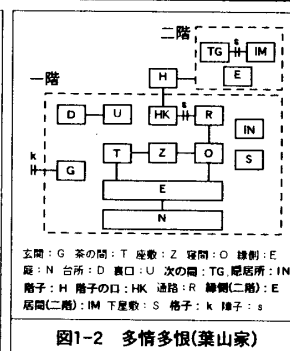 二階
TG s IM
一階 H E
D U HK s R
IN
k G T Z O S
E
N
玄関：G 茶の間：T 座敷：Z 寝間：O 縁側：E
庭：N 台所：D 裏口：U 次の間：TG, 隠居所：IN
階子：H 階子の口：HK 通路：R 縁側(二階)：E
居間(二階)：IM 下屋敷：S 格子：k 障子：s
図1-2 多情多恨(葉山家)